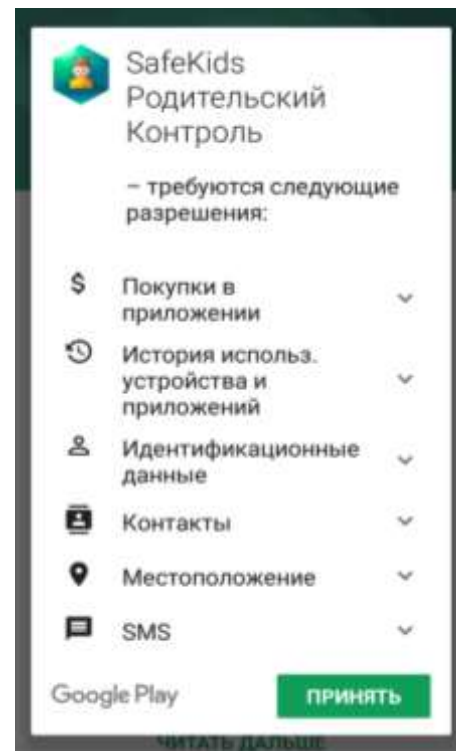 SafeKids
Родительский
Контроль
– требуются следующие
разрешения:
$ Покупки в
приложении
История использ.
устройства и
приложений
Идентификационные
данные
Контакты
Местоположение
SMS
Google Play
ПРИНЯТЬ
ЧИТАТЬ ДАЛЬШЕ